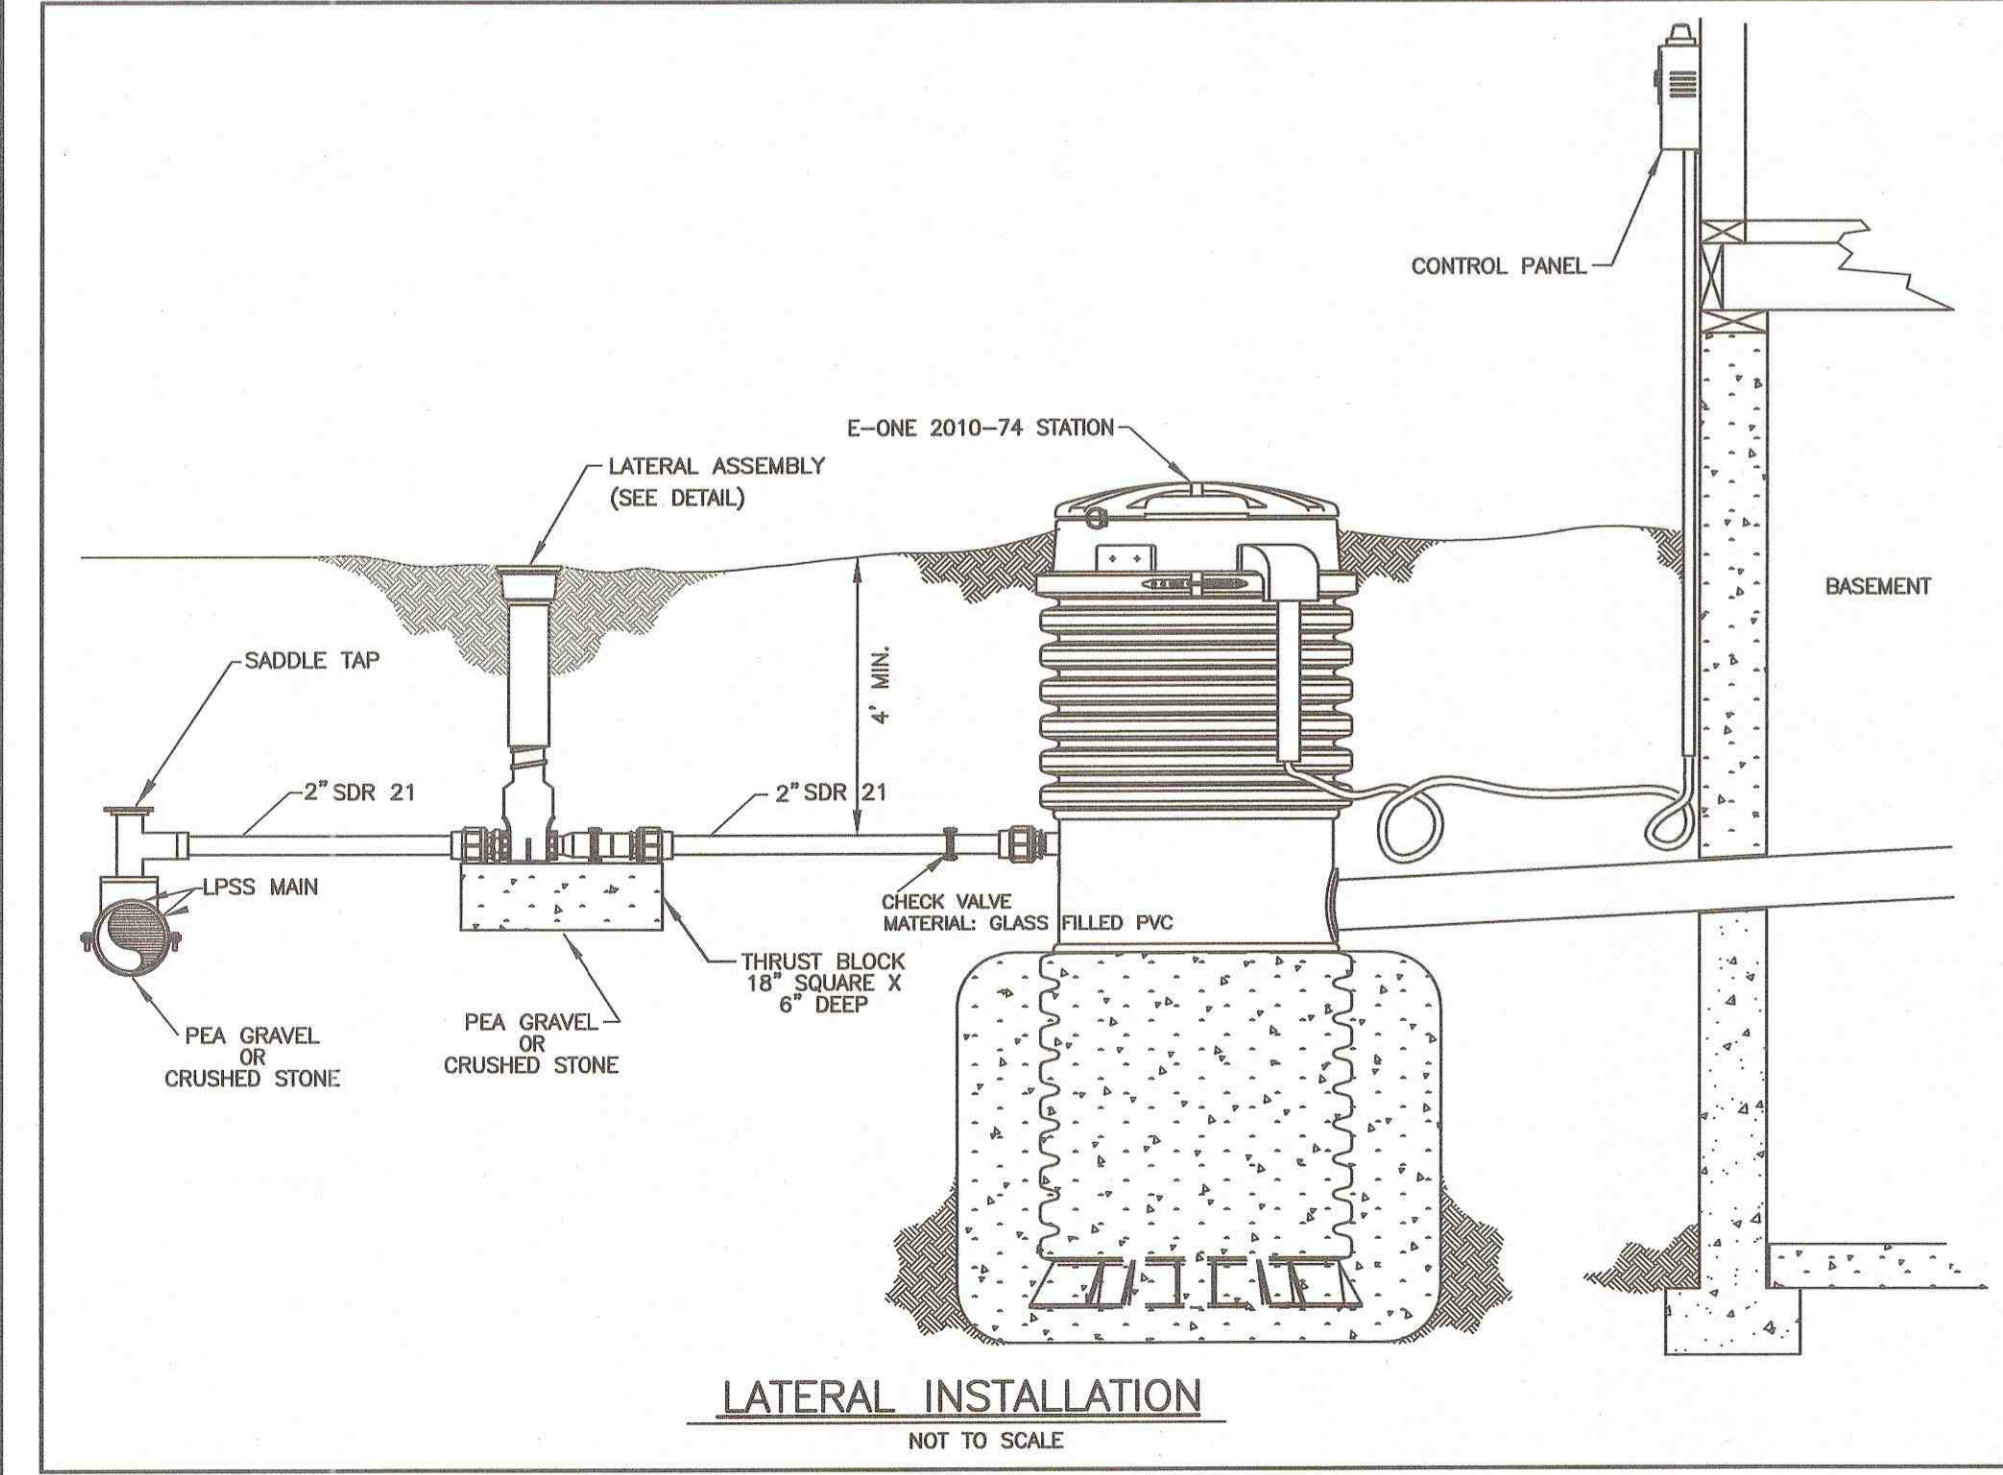 CONTROL PANEL
E-ONE 2010-74 STATION
LATERAL ASSEMBLY
(SEE DETAIL)
BASEMENT
SADDLE TAP
4' MIN.
2" SDR 21
2" SDR 21
LPSS MAIN
CHECK VALVE
MATERIAL: GLASS FILLED PVC
THRUST BLOCK
18" SQUARE X
6" DEEP
PEA GRAVEL
OR
CRUSHED STONE
PEA GRAVEL
OR
CRUSHED STONE
LATERAL INSTALLATION
NOT TO SCALE